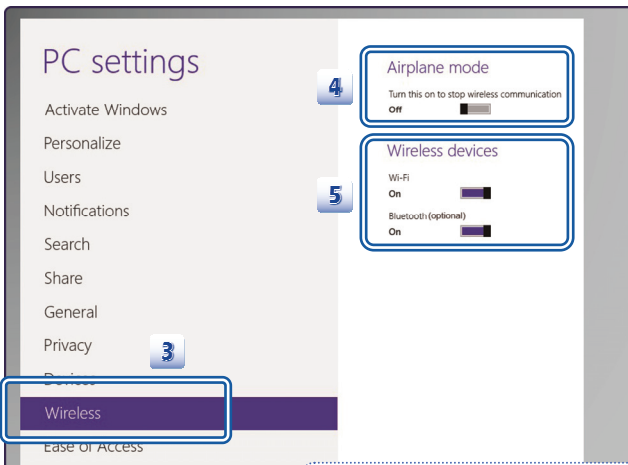 PC settings
Activate Windows
Personalize
Users
Notifications
Search
Share
General
Privacy
3
Devices
Wireless
Ease of Access
4
Airplane mode
Turn this on to stop wireless communication
Off
5
Wireless devices
Wi-Fi
On
Bluetooth (optional)
On